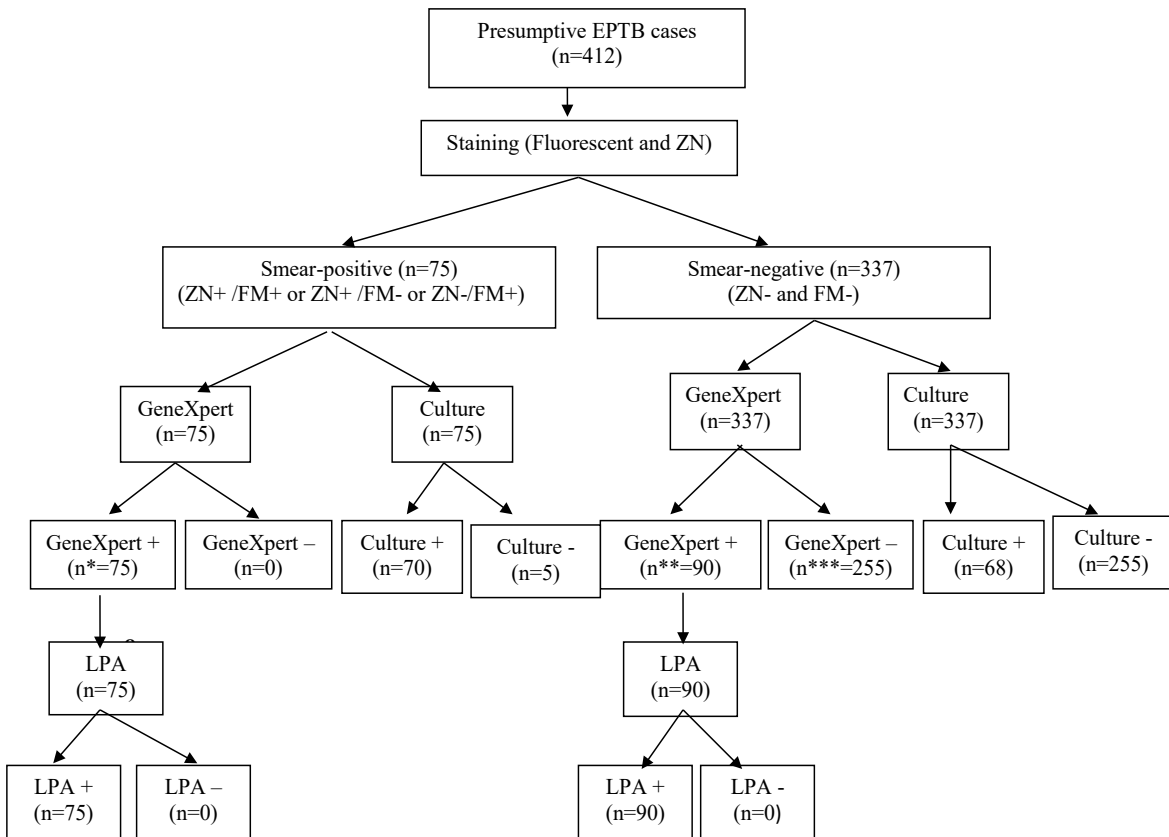 Presumptive EPTB cases
(n=412)
Staining (Fluorescent and ZN)
Smear-positive (n=75)
(ZN+ /FM+ or ZN+ /FM- or ZN-/FM+)
Smear-negative (n=337)
(ZN- and FM-)
GeneXpert
(n=75)
Culture
(n=75)
GeneXpert
(n=337)
Culture
(n=337)
GeneXpert +
(n*=75)
GeneXpert –
(n=0)
Culture +
(n=70)
Culture -
(n=5)
GeneXpert +
(n**=90)
GeneXpert –
(n***=255)
Culture +
(n=68)
Culture -
(n=255)
LPA
(n=75)
LPA
(n=90)
LPA +
(n=75)
LPA –
(n=0)
LPA +
(n=90)
LPA -
(n=0)